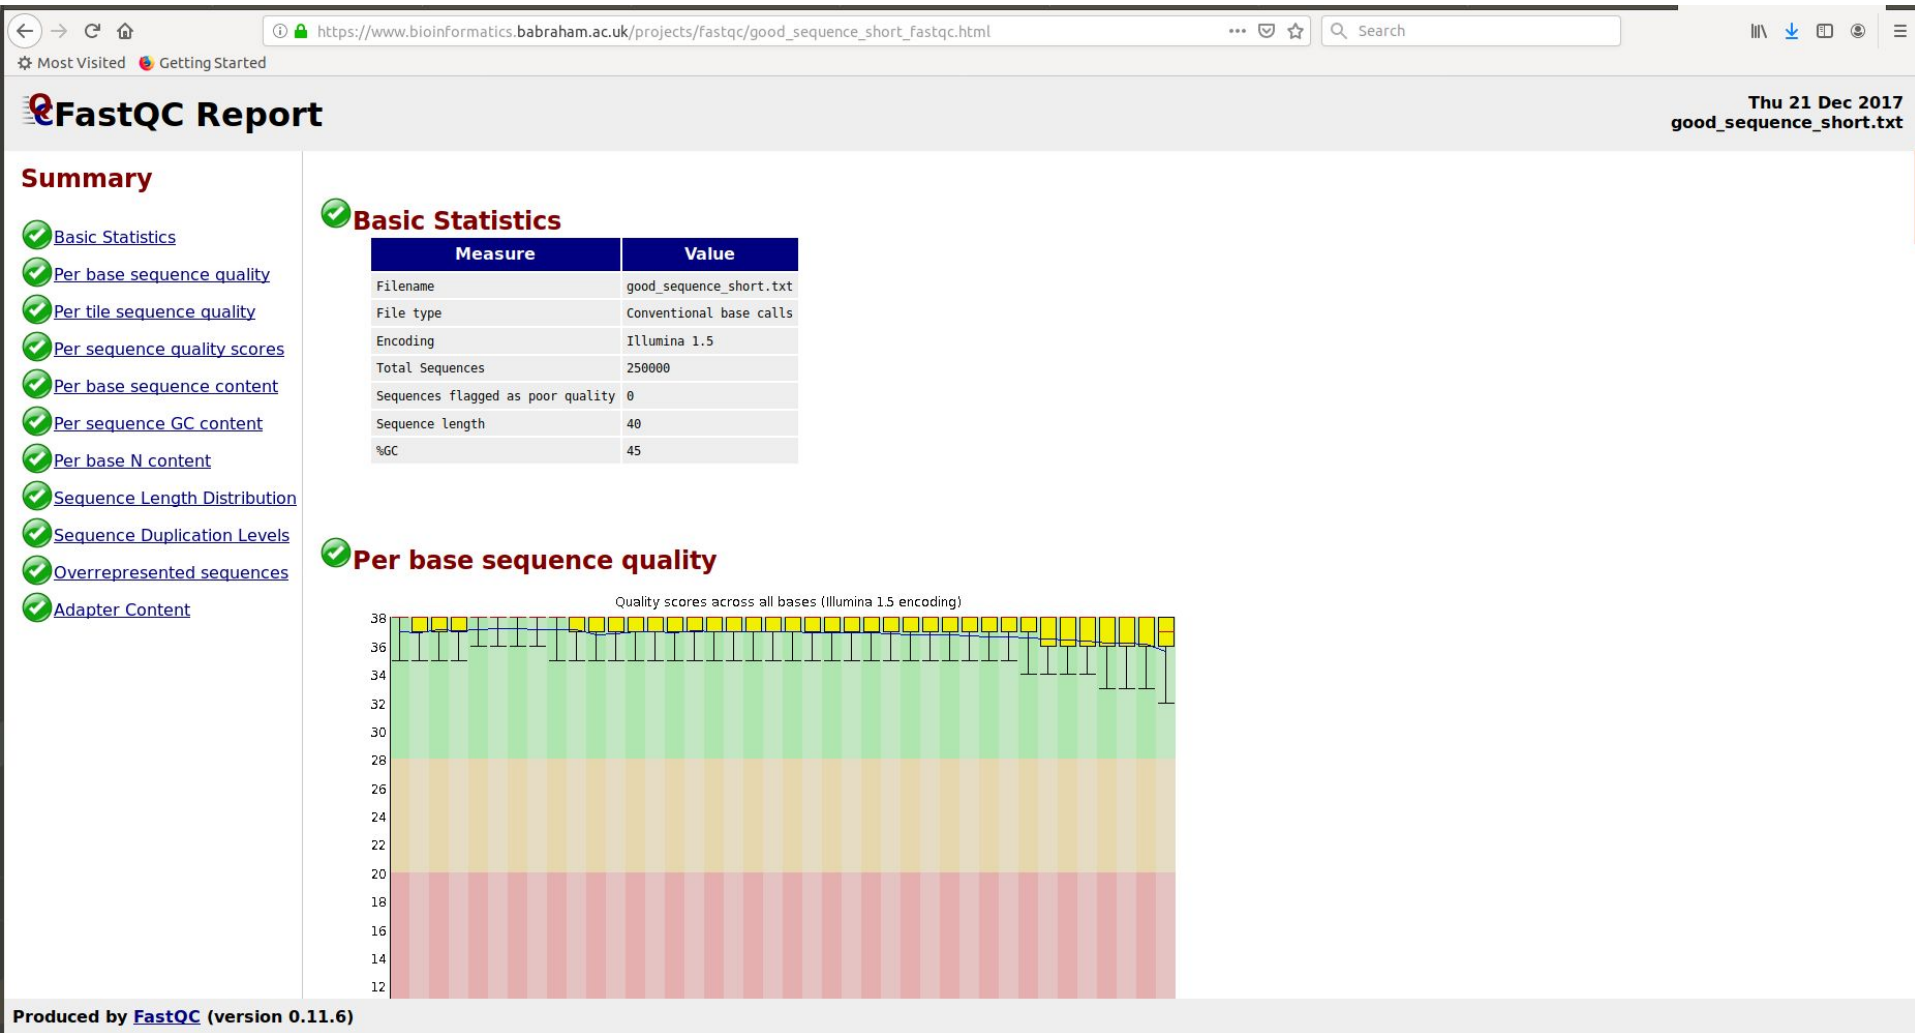 https://www.bioinformatics.babraham.ac.uk/projects/fastqc/good_sequence_short_fastqc.html
Search
Most Visited Getting Started
FastQC Report
Thu 21 Dec 2017
good_sequence_short.txt
Summary
Basic Statistics
Per base sequence quality
Per tile sequence quality
Per sequence quality scores
Per base sequence content
Per sequence GC content
Per base N content
Sequence Length Distribution
Sequence Duplication Levels
Overrepresented sequences
Adapter Content
Basic Statistics
Measure Value
Filename good_sequence_short.txt
File type Conventional base calls
Encoding Illumina 1.5
Total Sequences 250000
Sequences flagged as poor quality 0
Sequence length 40
%GC 45
Per base sequence quality
Quality scores across all bases (Illumina 1.5 encoding)
38
36
34
32
30
28
26
24
22
20
18
16
14
12
Produced by FastQC (version 0.11.6)